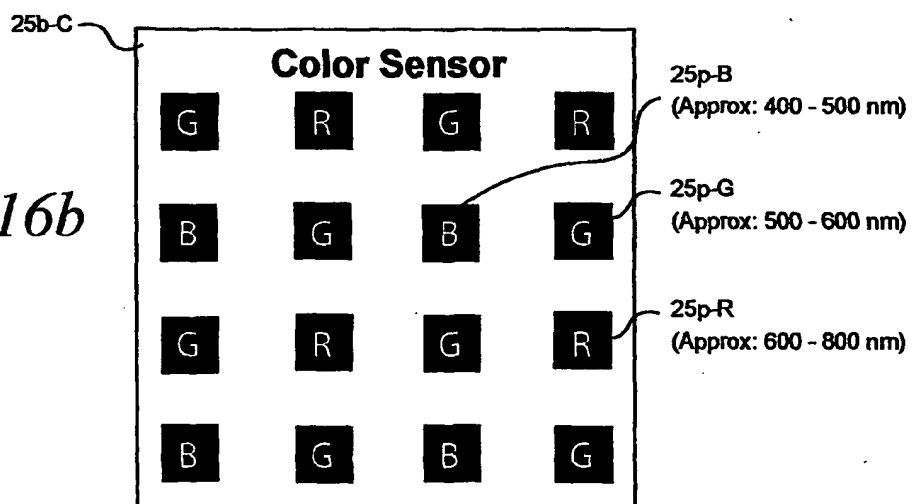 25b-C
Color Sensor
G R G R
25p-B
(Approx: 400 - 500 nm)
16b
B G B G
25p-G
(Approx: 500 - 600 nm)
G R G R
25p-R
(Approx: 600 - 800 nm)
B G B G